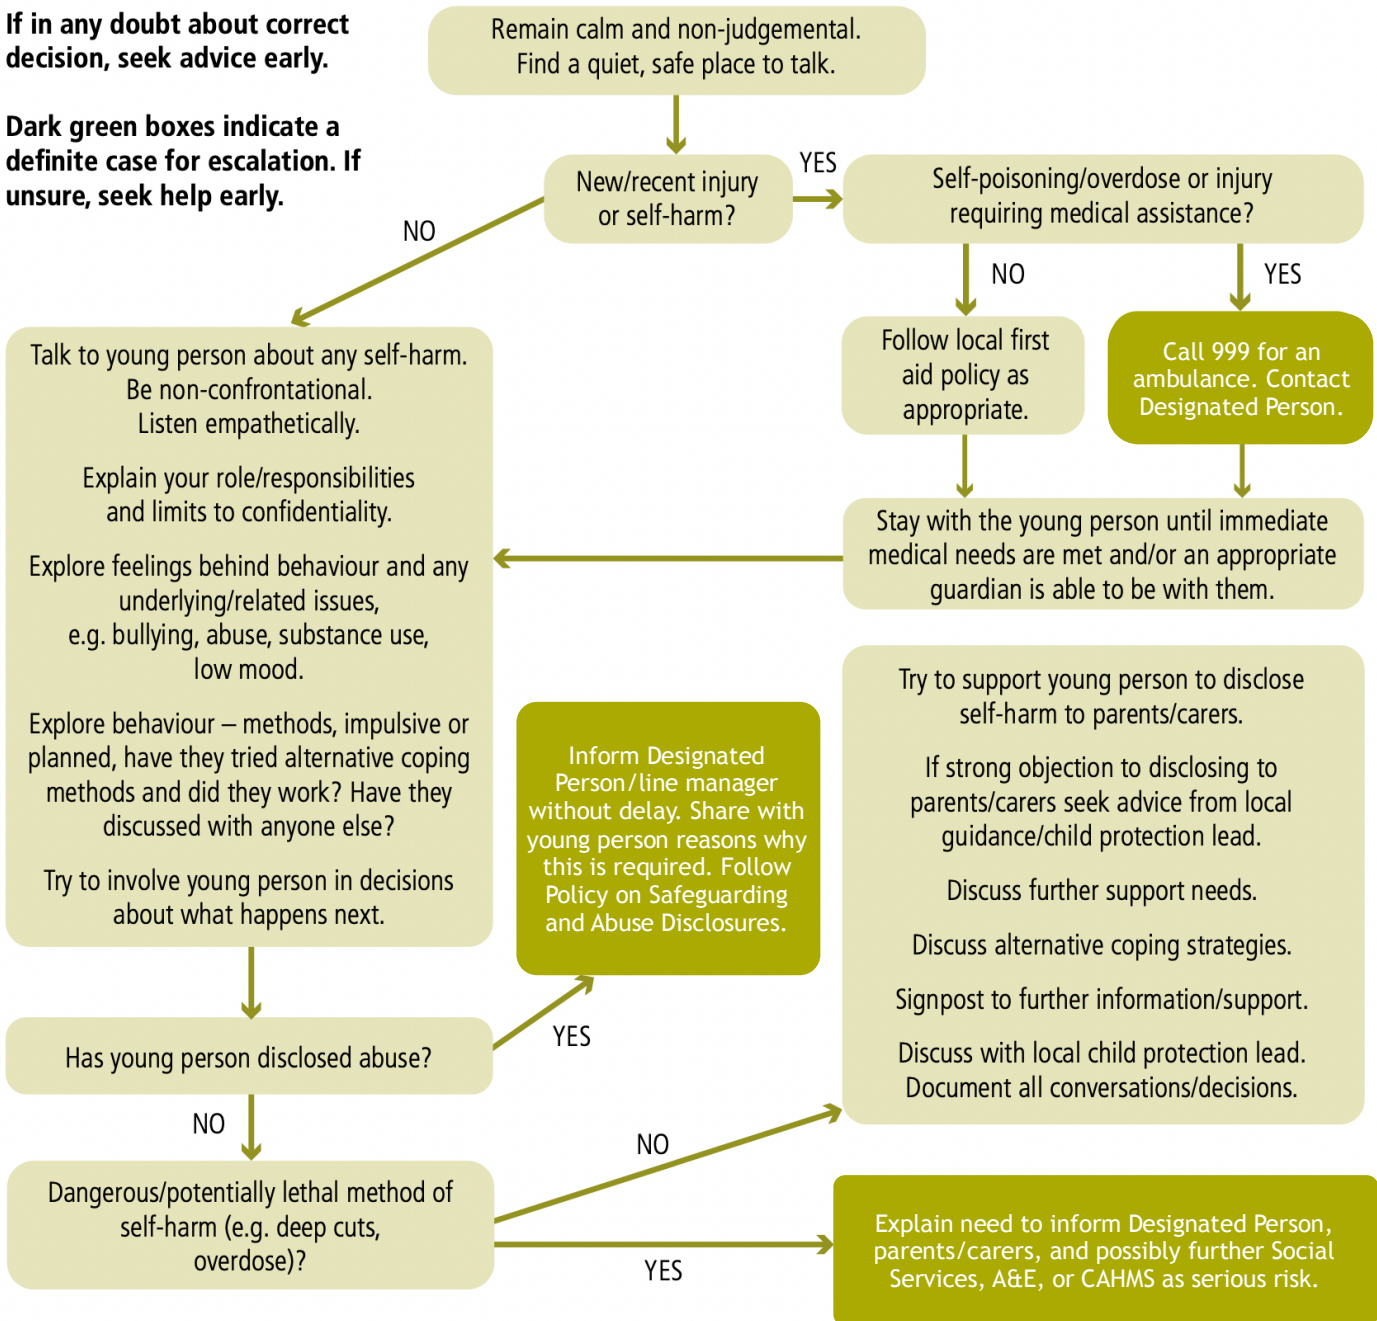 If in any doubt about correct
decision, seek advice early.
Dark green boxes indicate a
definite case for escalation. If
unsure, seek help early.
Remain calm and non-judgemental.
Find a quiet, safe place to talk.
New/recent injury
or self-harm?
YES
NO
Self-poisoning/overdose or injury
requiring medical assistance?
NO
YES
Follow local first
aid policy as
appropriate.
Call 999 for an
ambulance. Contact
Designated Person.
Stay with the young person until immediate
medical needs are met and/or an appropriate
guardian is able to be with them.
Talk to young person about any self-harm.
Be non-confrontational.
Listen empathetically.
Explain your role/responsibilities
and limits to confidentiality.
Explore feelings behind behaviour and any
underlying/related issues,
e.g. bullying, abuse, substance use,
low mood.
Explore behaviour – methods, impulsive or
planned, have they tried alternative coping
methods and did they work? Have they
discussed with anyone else?
Try to involve young person in decisions
about what happens next.
Has young person disclosed abuse?
YES
Inform Designated
Person/line manager
without delay. Share with
young person reasons why
this is required. Follow
Policy on Safeguarding
and Abuse Disclosures.
NO
Dangerous/potentially lethal method of
self-harm (e.g. deep cuts,
overdose)?
NO
Try to support young person to disclose
self-harm to parents/carers.
If strong objection to disclosing to
parents/carers seek advice from local
guidance/child protection lead.
Discuss further support needs.
Discuss alternative coping strategies.
Signpost to further information/support.
Discuss with local child protection lead.
Document all conversations/decisions.
YES
Explain need to inform Designated Person,
parents/carers, and possibly further Social
Services, A&E, or CAHMS as serious risk.